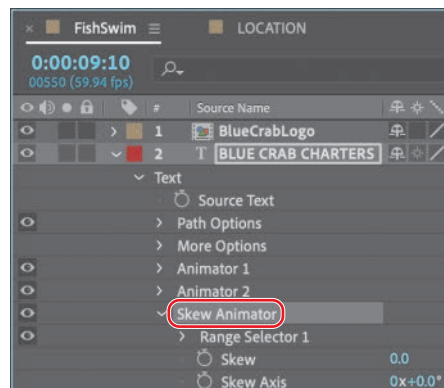 × FishSwim ≡ LOCATION
0:00:09:10
00550 (59.94 fps)
# Source Name
1 BlueCrabLogo
2 T BLUE CRAB CHARTERS
Text
Source Text
Path Options
More Options
Animator 1
Animator 2
Skew Animator
Range Selector 1
Skew 0.0
Skew Axis 0x+0.0°